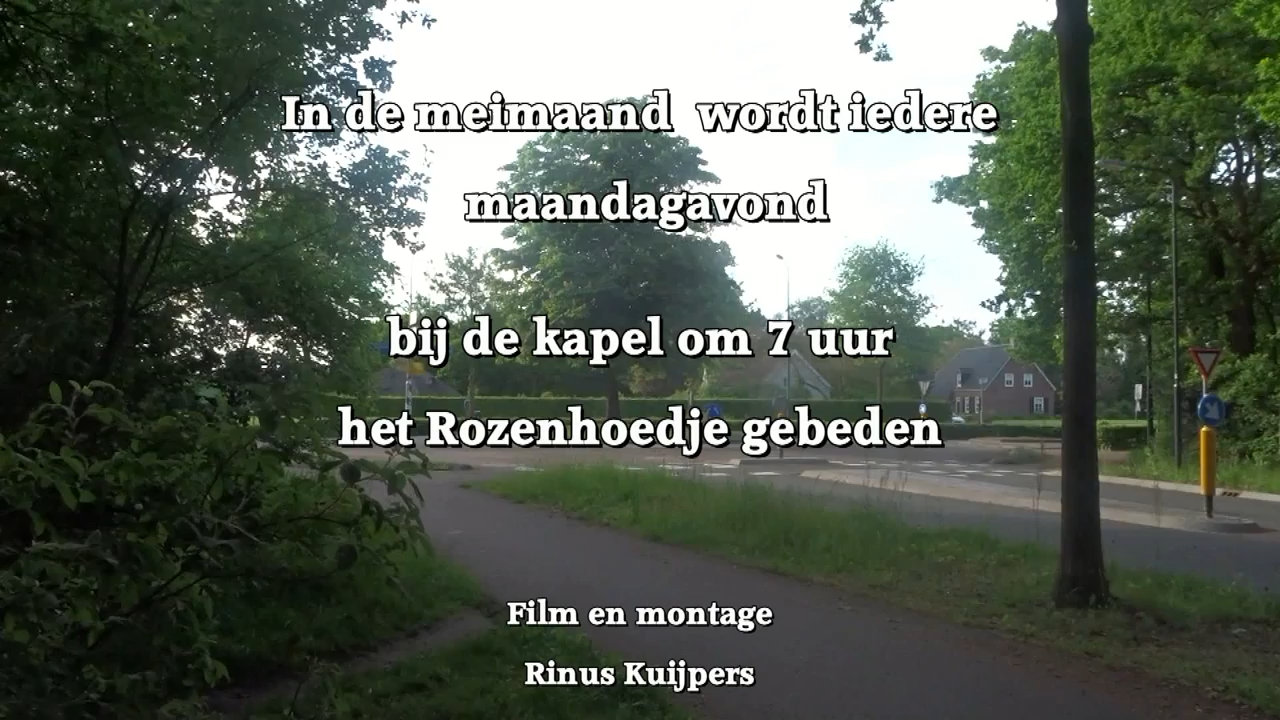 In de meimaand wordt iedere
maandagavond
bij de kapel om 7 uur
het Rozenhoedje gebeden
Film en montage
Rinus Kuijpers